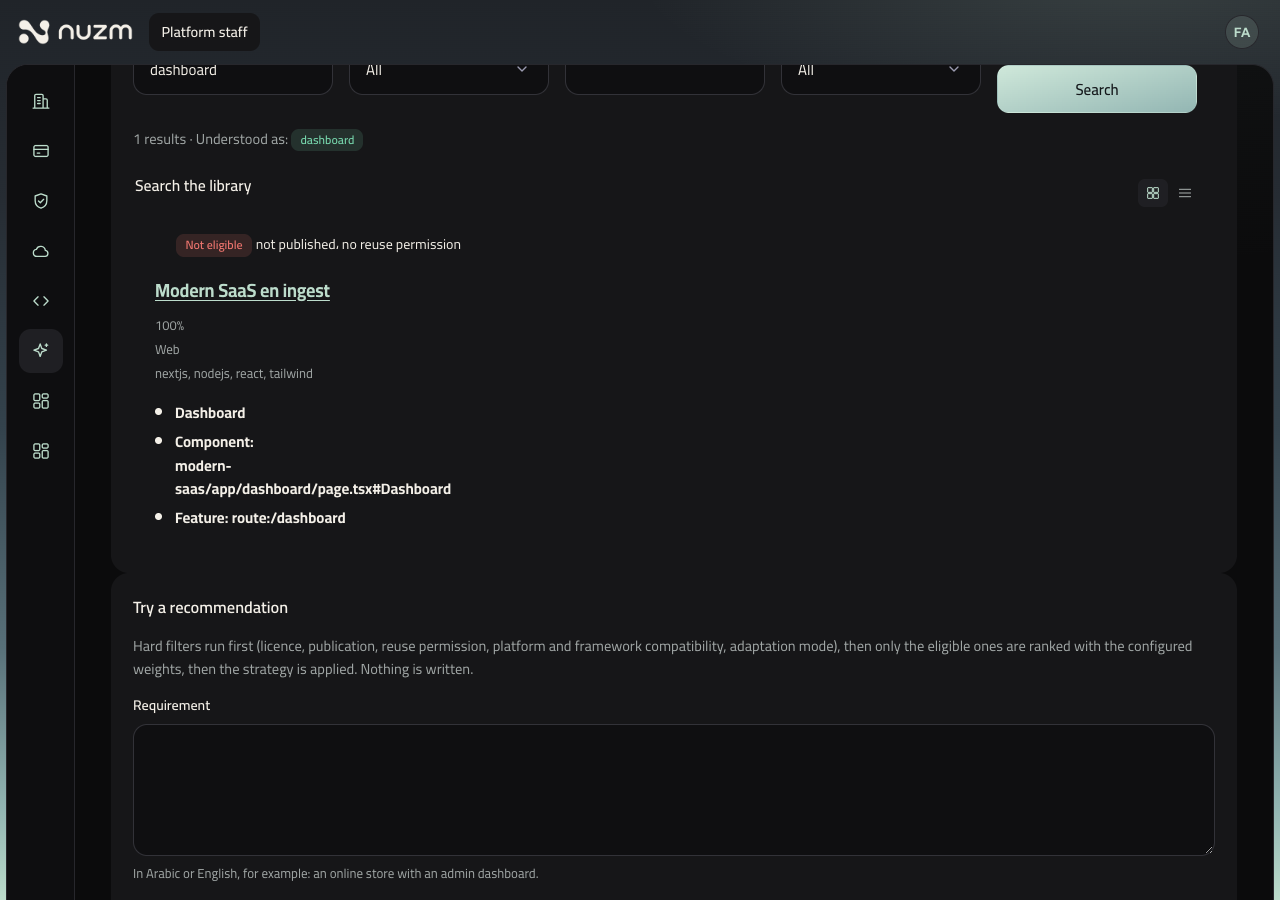 nuzm
Platform staff
FA
dashboard
All
All
Search
1 results · Understood as: dashboard
Search the library
Not eligible not published، no reuse permission
Modern SaaS en ingest
100%
Web
nextjs, nodejs, react, tailwind
Dashboard
Component:
modern-
saas/app/dashboard/page.tsx#Dashboard
Feature: route:/dashboard
Try a recommendation
Hard filters run first (licence, publication, reuse permission, platform and framework compatibility, adaptation mode), then only the eligible ones are ranked with the configured
weights, then the strategy is applied. Nothing is written.
Requirement
In Arabic or English, for example: an online store with an admin dashboard.